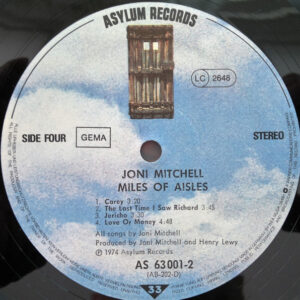 ASYLUM RECORDS
LC 2648
SIDE FOUR
GEMA
STEREO
JONI MITCHELL
MILES OF AISLES
1. Carey 3:20
2. The Last Time I Saw Richard 3:45
3. Jericho 3:20
4. Love Or Money 4:48
All songs by Joni Mitchell
Produced by Joni Mitchell and Henry Lewy
℗ 1974 Asylum Records
AS 63 001-2
(AB-202-D)
33